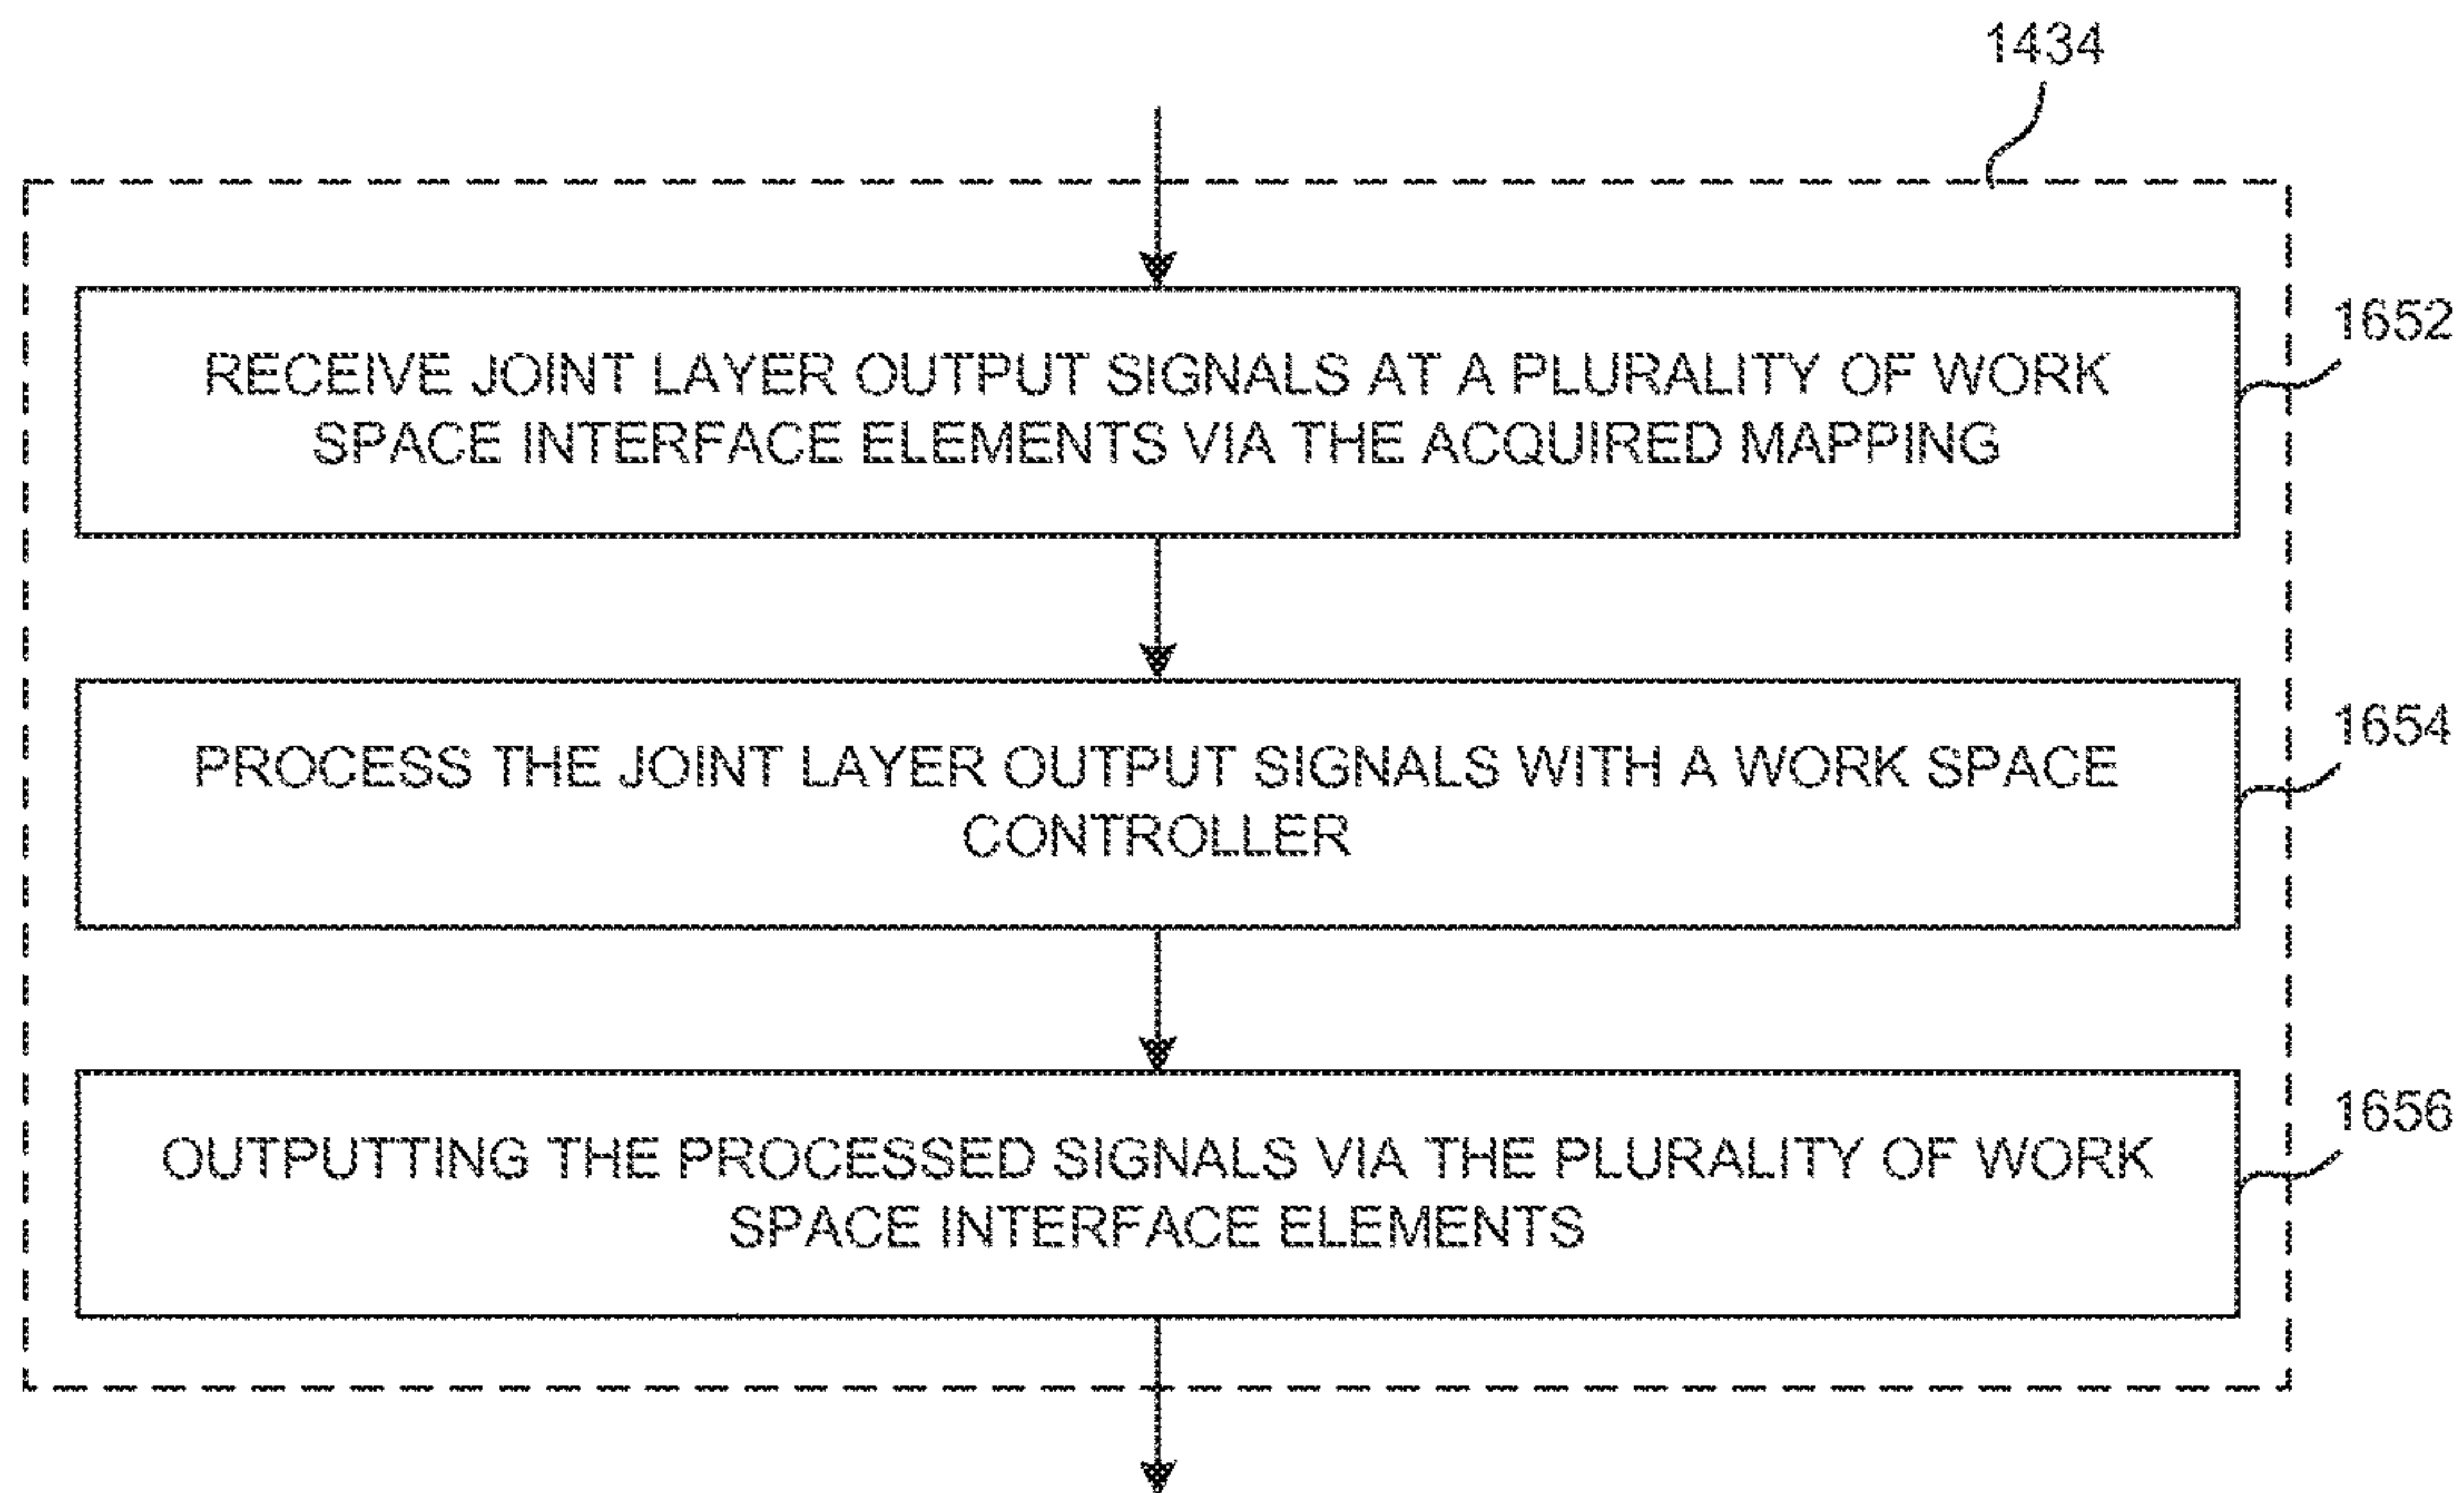 1434
RECEIVE JOINT LAYER OUTPUT SIGNALS AT A PLURALITY OF WORK
SPACE INTERFACE ELEMENTS VIA THE ACQUIRED MAPPING
1652
PROCESS THE JOINT LAYER OUTPUT SIGNALS WITH A WORK SPACE
CONTROLLER
1654
OUTPUTTING THE PROCESSED SIGNALS VIA THE PLURALITY OF WORK
SPACE INTERFACE ELEMENTS
1656